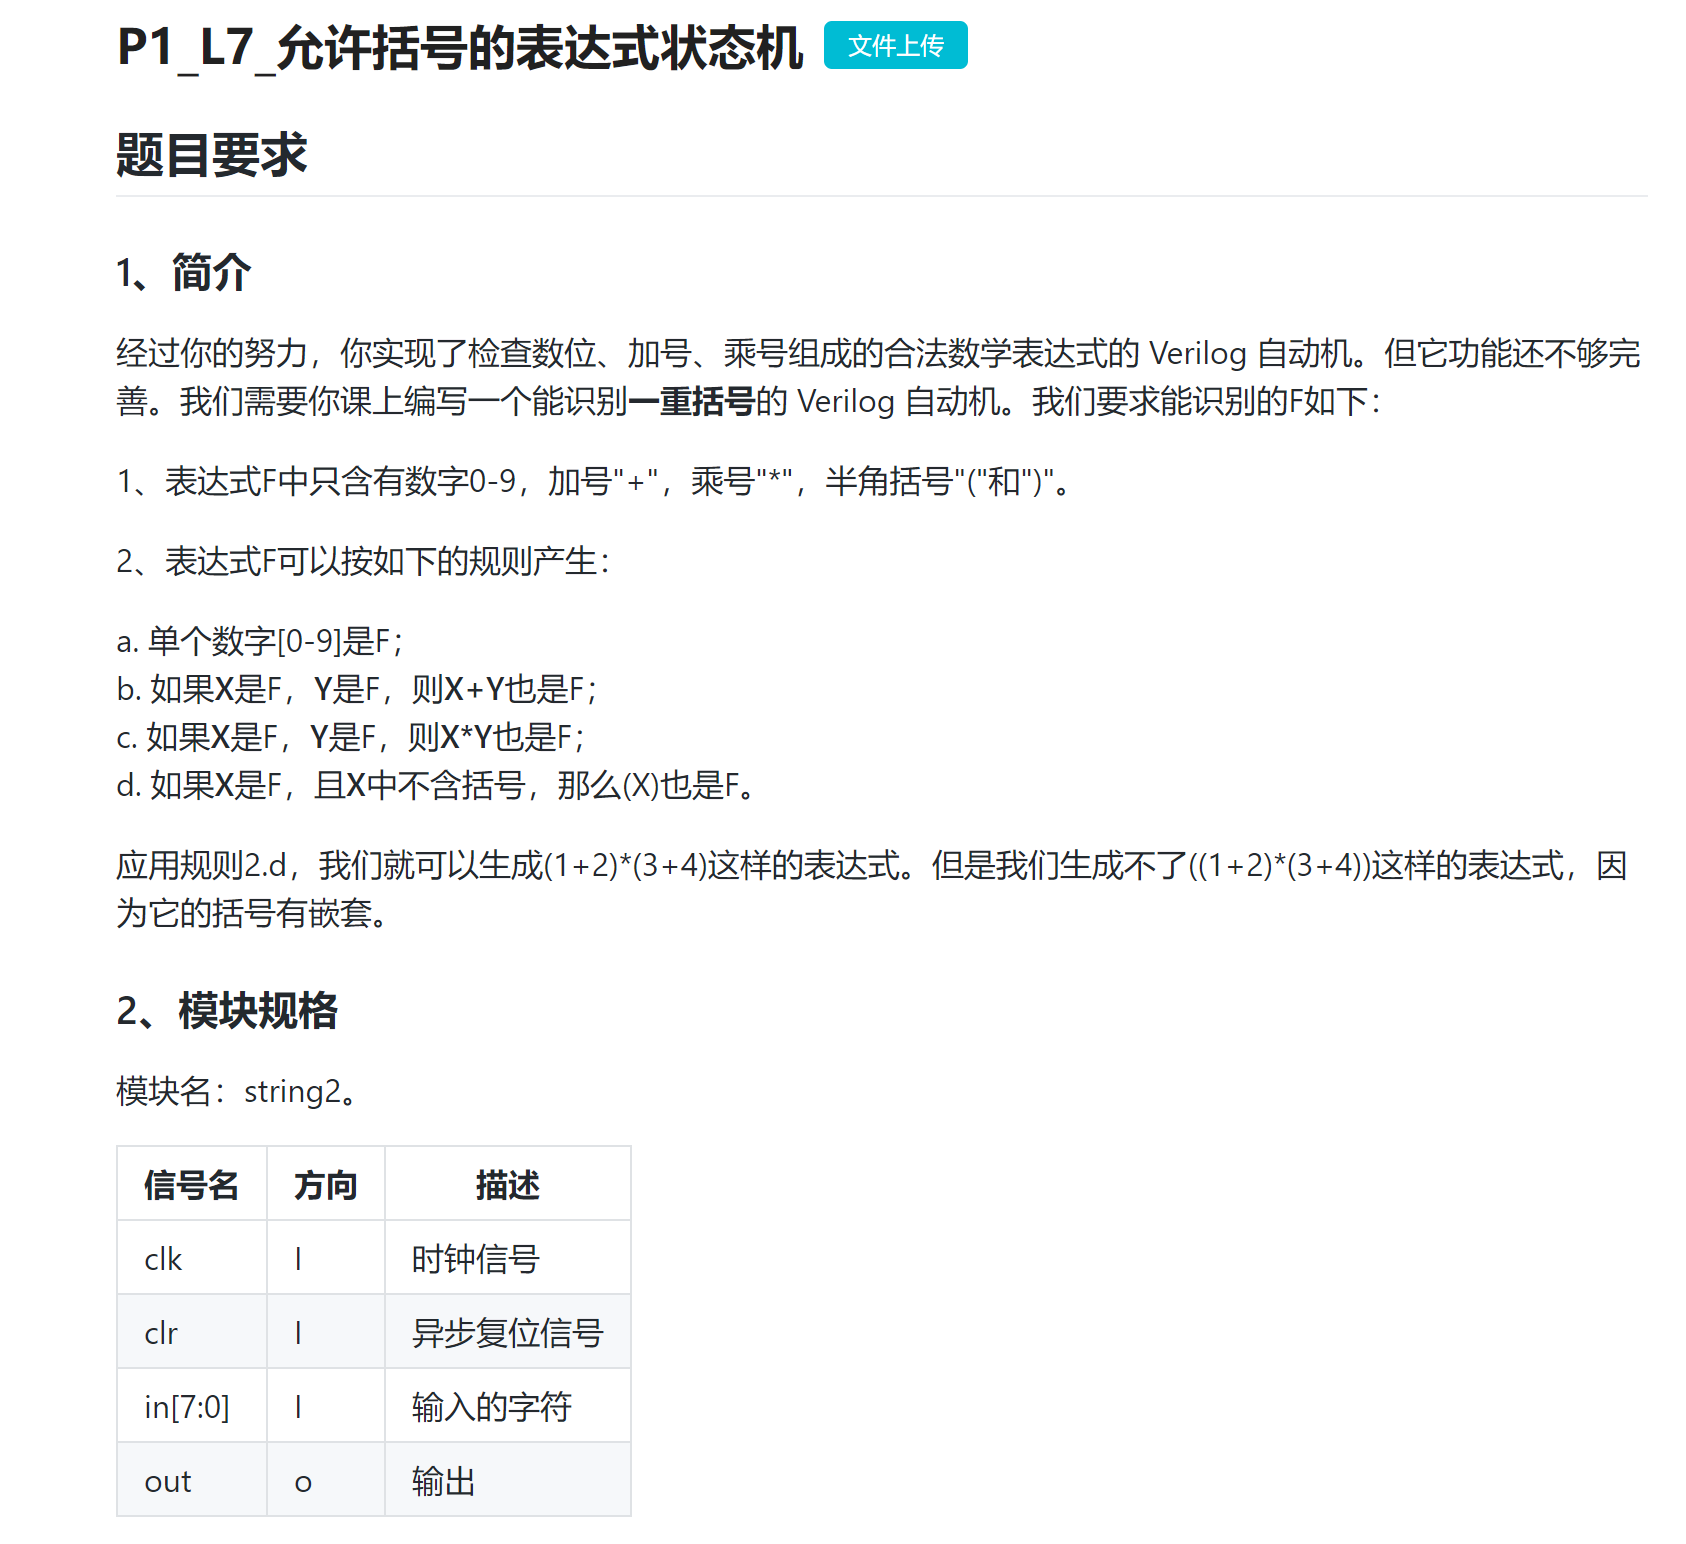 P1_L7_允许括号的表达式状态机 文件上传
题目要求
1、简介
经过你的努力，你实现了检查数位、加号、乘号组成的合法数学表达式的 Verilog 自动机。但它功能还不够完
善。我们需要你课上编写一个能识别一重括号的 Verilog 自动机。我们要求能识别的F如下：
1、表达式F中只含有数字0-9，加号"+"，乘号"*"，半角括号"("和")"。
2、表达式F可以按如下的规则产生：
a. 单个数字[0-9]是F；
b. 如果X是F，Y是F，则X+Y也是F；
c. 如果X是F，Y是F，则X*Y也是F；
d. 如果X是F，且X中不含括号，那么(X)也是F。
应用规则2.d，我们就可以生成(1+2)*(3+4)这样的表达式。但是我们生成不了((1+2)*(3+4))这样的表达式，因
为它的括号有嵌套。
2、模块规格
模块名：string2。
信号名 方向 描述
clk I 时钟信号
clr I 异步复位信号
in[7:0] I 输入的字符
out o 输出